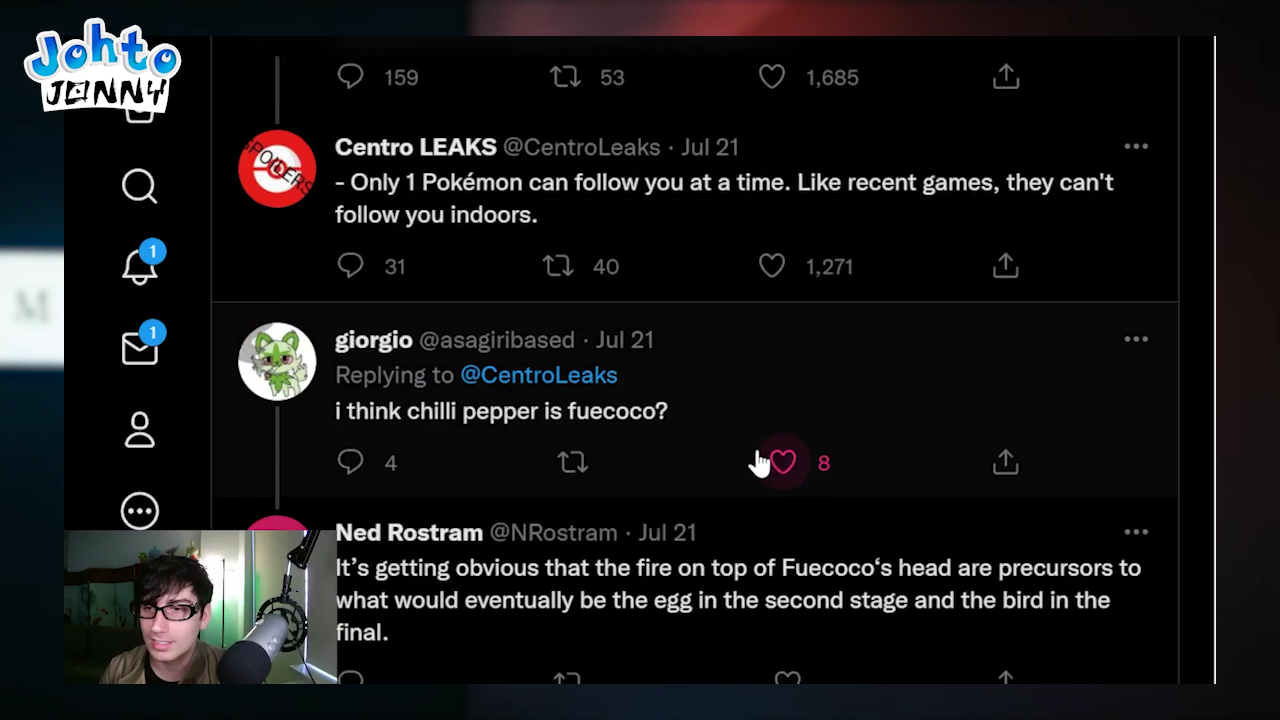 Johto
JONNY
159 53 1,685
Centro LEAKS @CentroLeaks · Jul 21
SPOILERS
- Only 1 Pokémon can follow you at a time. Like recent games, they can't
follow you indoors.
31 40 1,271
1
M
giorgio @asagiribased · Jul 21
1
Replying to @CentroLeaks
i think chilli pepper is fuecoco?
4 8
Ned Rostram @NRostram · Jul 21
It’s getting obvious that the fire on top of Fuecoco‘s head are precursors to
what would eventually be the egg in the second stage and the bird in the
final.